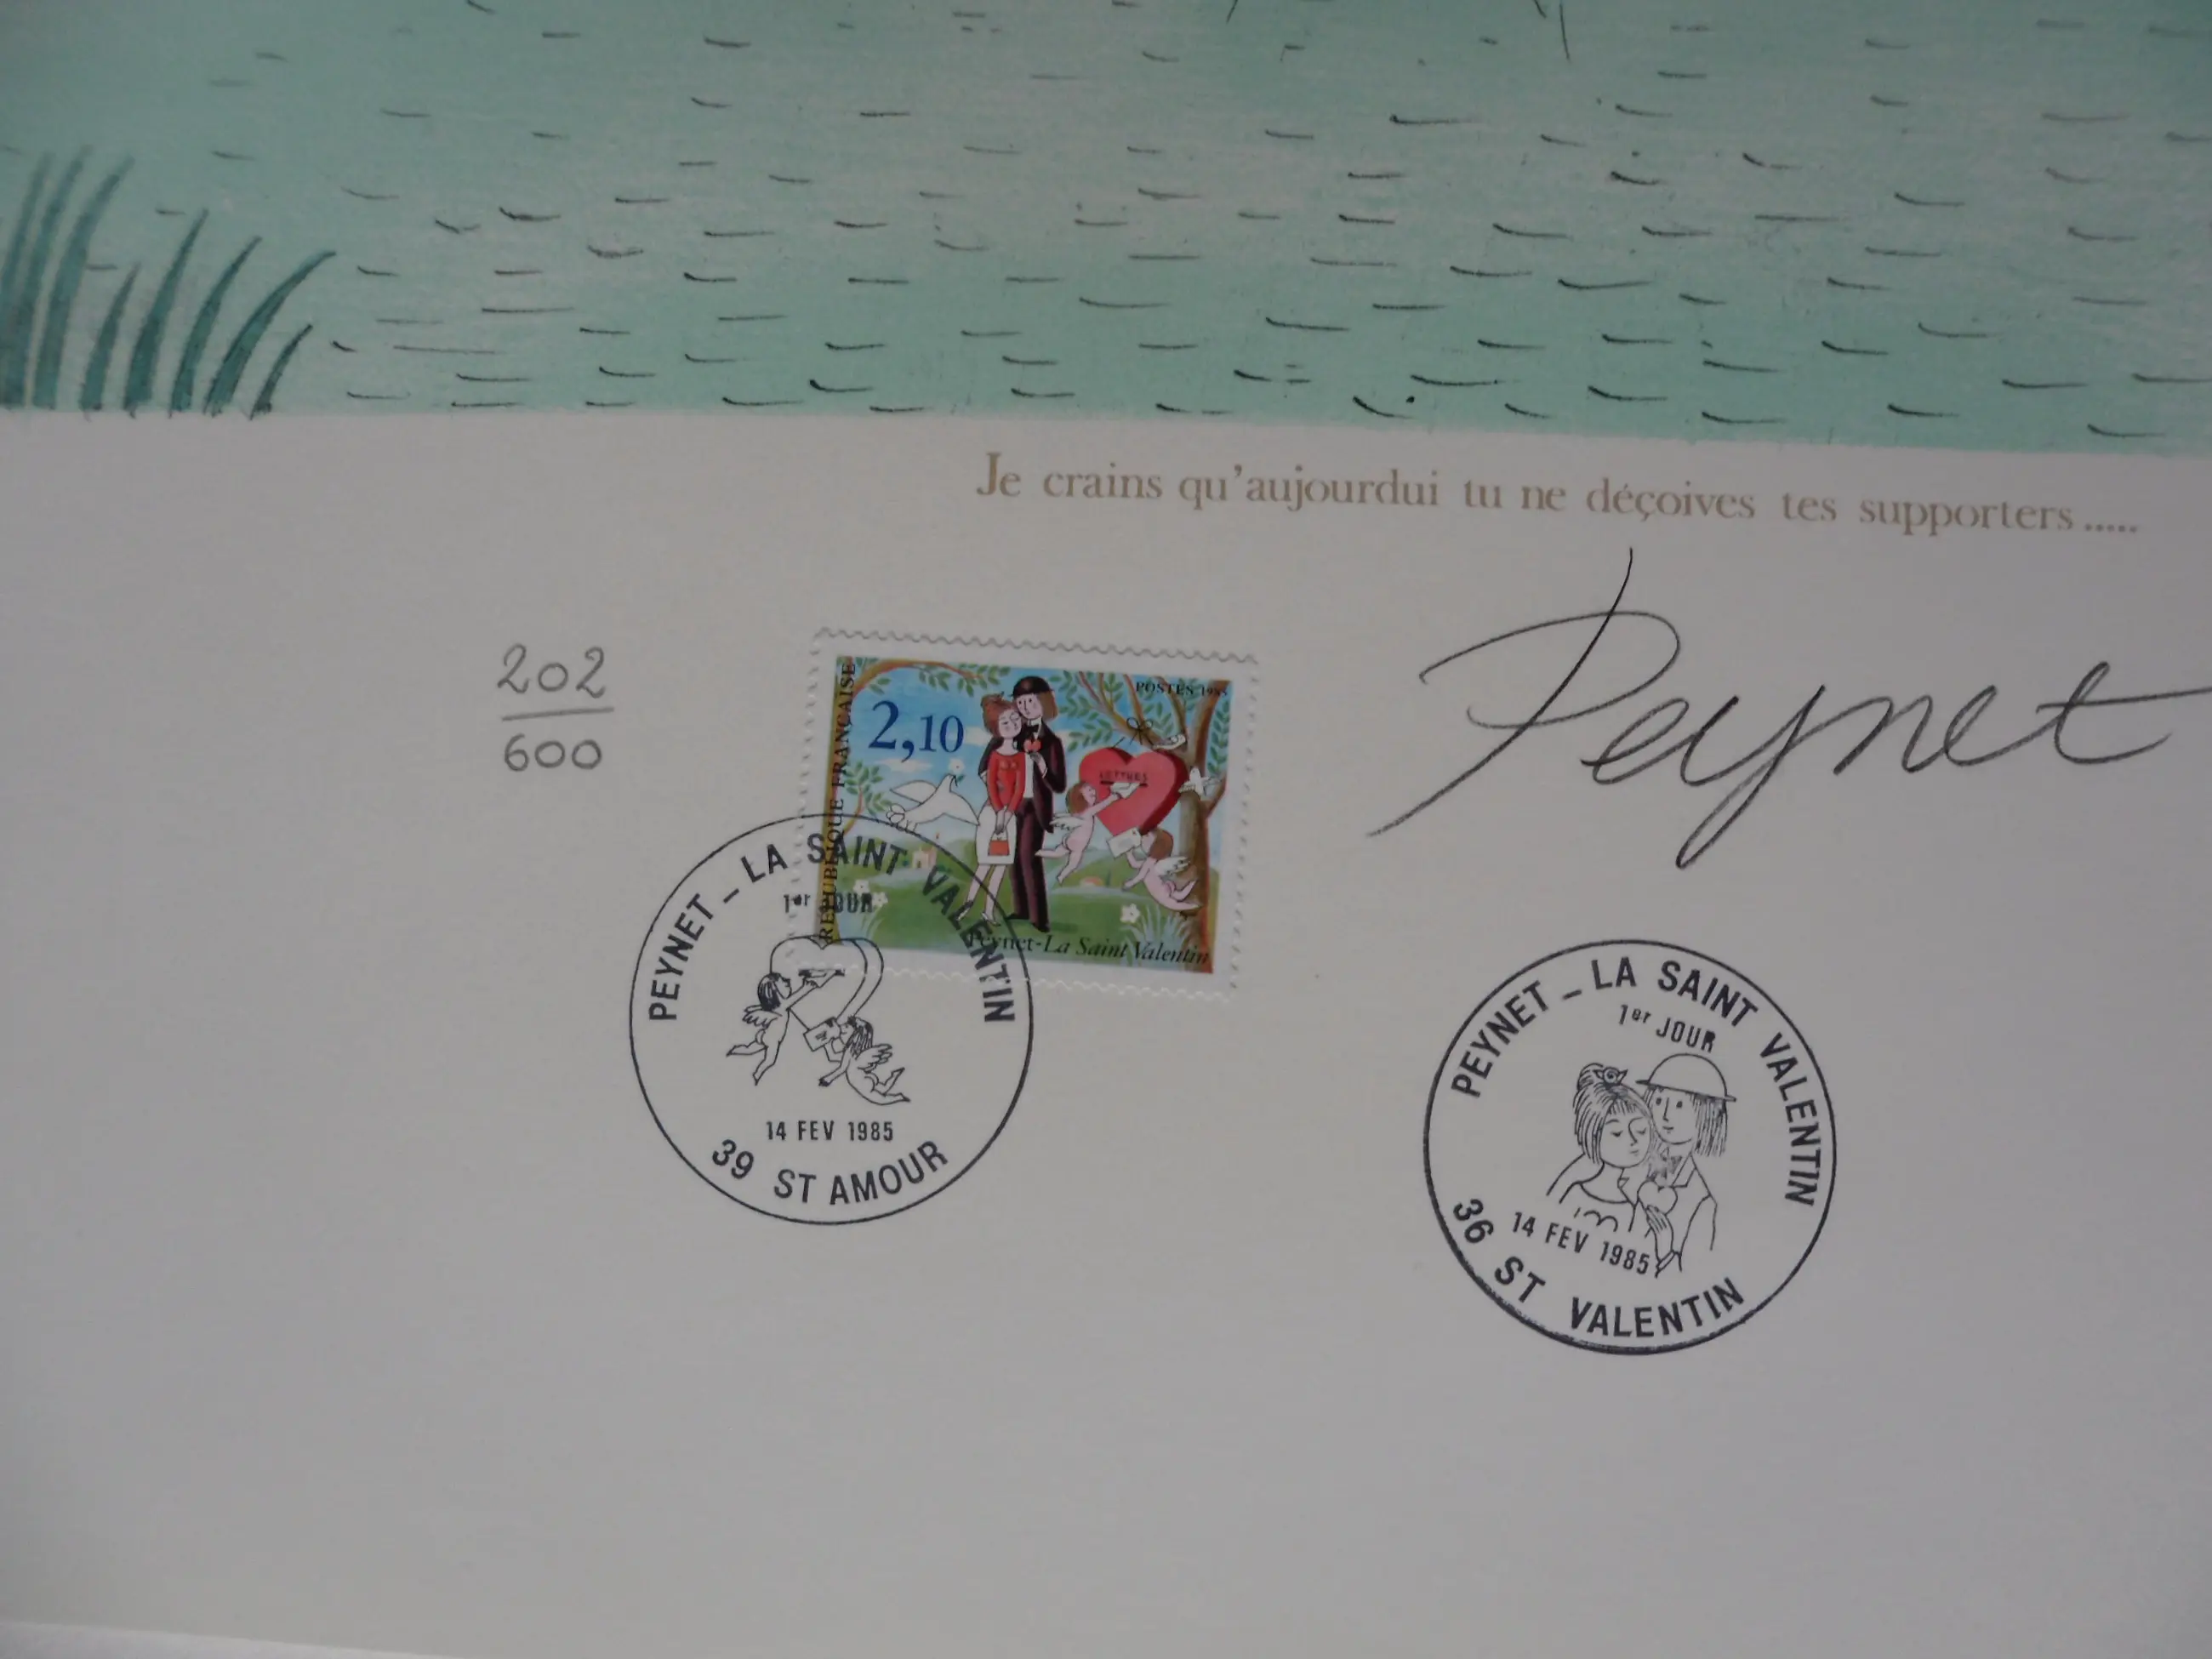 Je crains qu'aujourdui tu ne déçoives tes supporters.....
202
600
Peynet
RÉPUBLIQUE FRANÇAISE
POSTES 1985
2,10
LETTRES
Peynet-La Saint Valentin
PEYNET _ LA SAINT VALENTIN
1er JOUR
14 FEV 1985
39 ST AMOUR
PEYNET _ LA SAINT VALENTIN
1er JOUR
14 FEV 1985
36 ST VALENTIN